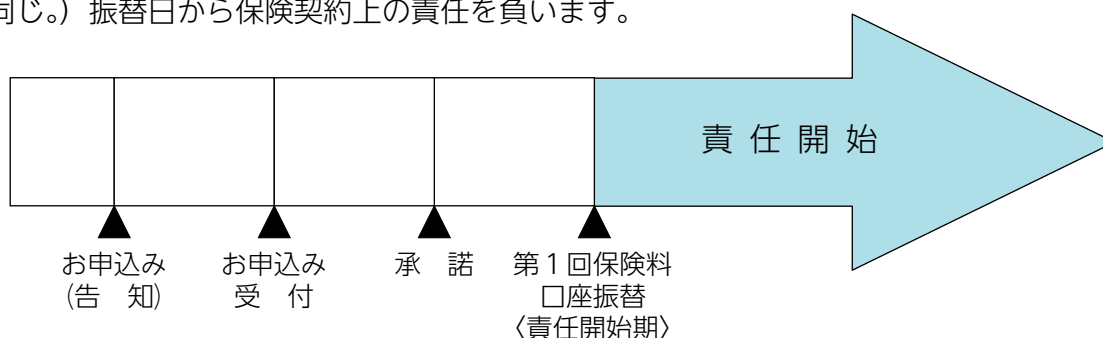 同じ。）振替日から保険契約上の責任を負います。
責任開始
お申込み
(告　知)
お申込み
受　付
承　諾
第１回保険料
口座振替
〈責任開始期〉